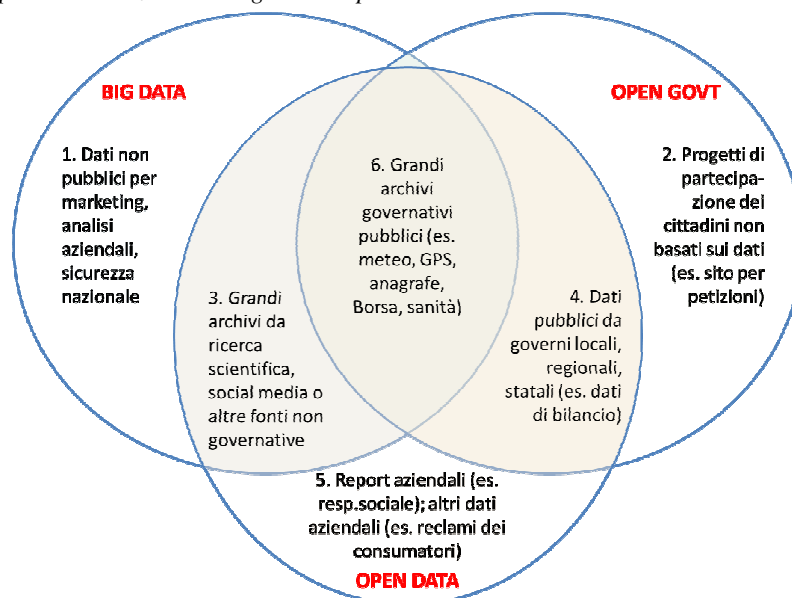 BIG DATA
OPEN GOVT
1. Dati non
pubblici per
marketing,
analisi
aziendali,
sicurezza
nazionale
6. Grandi
archivi
governativi
pubblici (es.
meteo, GPS,
anagrafe,
Borsa, sanità)
2. Progetti di
partecipa-
zione dei
cittadini non
basati sui dati
(es. sito per
petizioni)
3. Grandi
archivi da
ricerca
scientifica,
social media o
altre fonti non
governative
4. Dati
pubblici da
governi locali,
regionali,
statali (es. dati
di bilancio)
5. Report aziendali (es.
resp.sociale); altri dati
aziendali (es. reclami dei
consumatori)
OPEN DATA